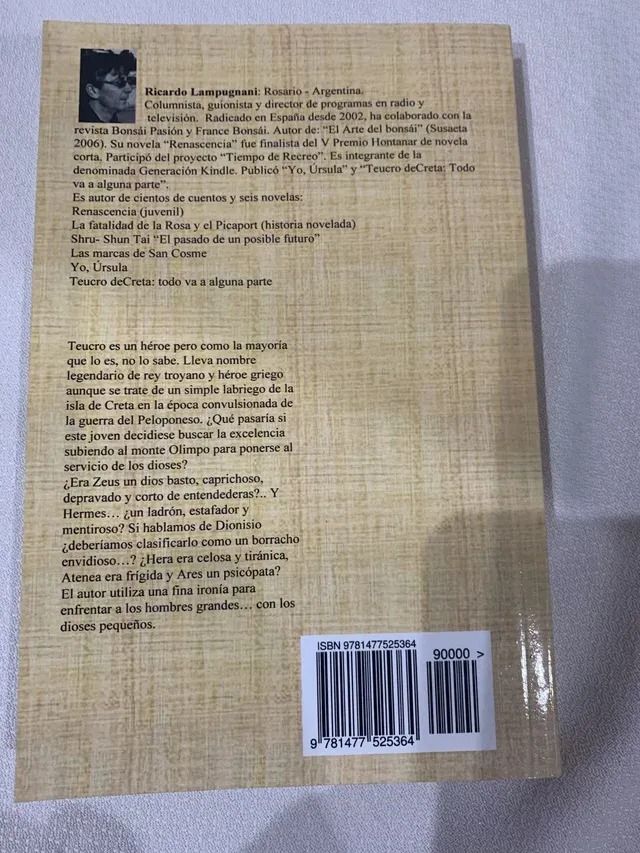 Ricardo Lampugnani: Rosario - Argentina.
Columnista, guionista y director de programas en radio y
televisión. Radicado en España desde 2002, ha colaborado con la
revista Bonsái Pasión y France Bonsái. Autor de: “El Arte del bonsái” (Susaeta
2006). Su novela “Renascencia” fue finalista del V Premio Hontanar de novela
corta. Participó del proyecto “Tiempo de Recreo”. Es integrante de la
denominada Generación Kindle. Publicó “Yo, Úrsula” y “Teucro deCreta: Todo
va a alguna parte”.
Es autor de cientos de cuentos y seis novelas:
Renascencia (juvenil)
La fatalidad de la Rosa y el Picaport (historia novelada)
Shru- Shun Tai “El pasado de un posible futuro”
Las marcas de San Cosme
Yo, Úrsula
Teucro deCreta: todo va a alguna parte
Teucro es un héroe pero como la mayoría
que lo es, no lo sabe. Lleva nombre
legendario de rey troyano y héroe griego
aunque se trate de un simple labriego de la
isla de Creta en la época convulsionada de
la guerra del Peloponeso. ¿Qué pasaría si
este joven decidiese buscar la excelencia
subiendo al monte Olimpo para ponerse al
servicio de los dioses?
¿Era Zeus un dios basto, caprichoso,
depravado y corto de entendederas?.. Y
Hermes… ¿un ladrón, estafador y
mentiroso? Si hablamos de Dionisio
¿deberíamos clasificarlo como un borracho
envidioso…? ¿Hera era celosa y tiránica,
Atenea era frígida y Ares un psicópata?
El autor utiliza una fina ironía para
enfrentar a los hombres grandes… con los
dioses pequeños.
ISBN 9781477525364
90000 >
9 781477 525364